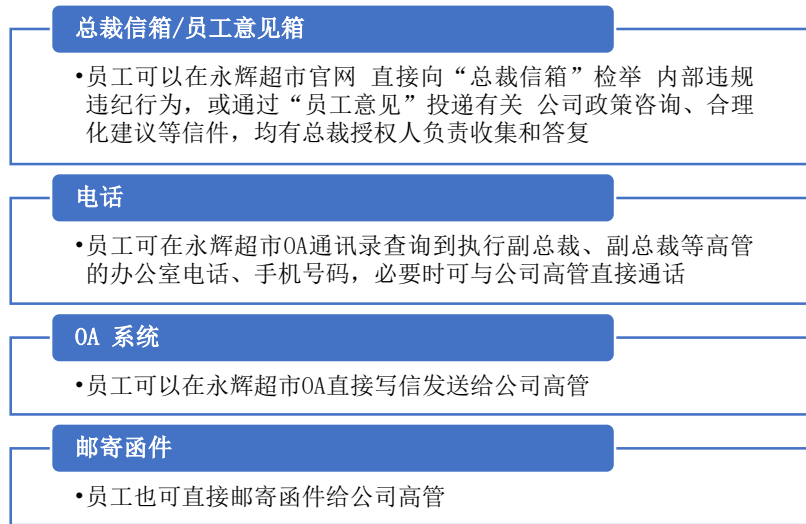 总裁信箱/员工意见箱
•员工可以在永辉超市官网 直接向“总裁信箱”检举 内部违规
违纪行为，或通过“员工意见”投递有关 公司政策咨询、合理
化建议等信件，均有总裁授权人负责收集和答复
电话
•员工可在永辉超市OA通讯录查询到执行副总裁、副总裁等高管
的办公室电话、手机号码，必要时可与公司高管直接通话
OA 系统
•员工可以在永辉超市OA直接写信发送给公司高管
邮寄函件
•员工也可直接邮寄函件给公司高管